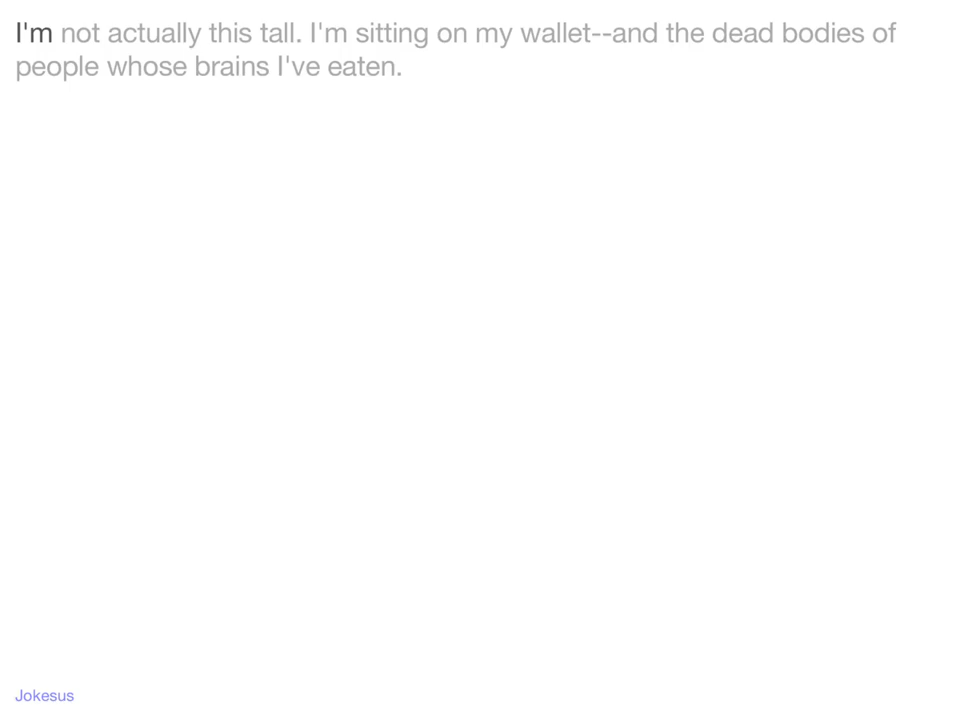 I'm not actually this tall. I'm sitting on my wallet--and the dead bodies of
people whose brains I've eaten.
Jokesus